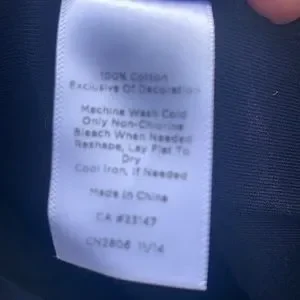 100% Cotton
Exclusive Of Decoration
Machine Wash Cold
Only Non-Chlorine
Bleach When Needed
Reshape, Lay Flat To
Dry
Cool Iron, If Needed
Made In China
CA #23147
CN2806 11/14